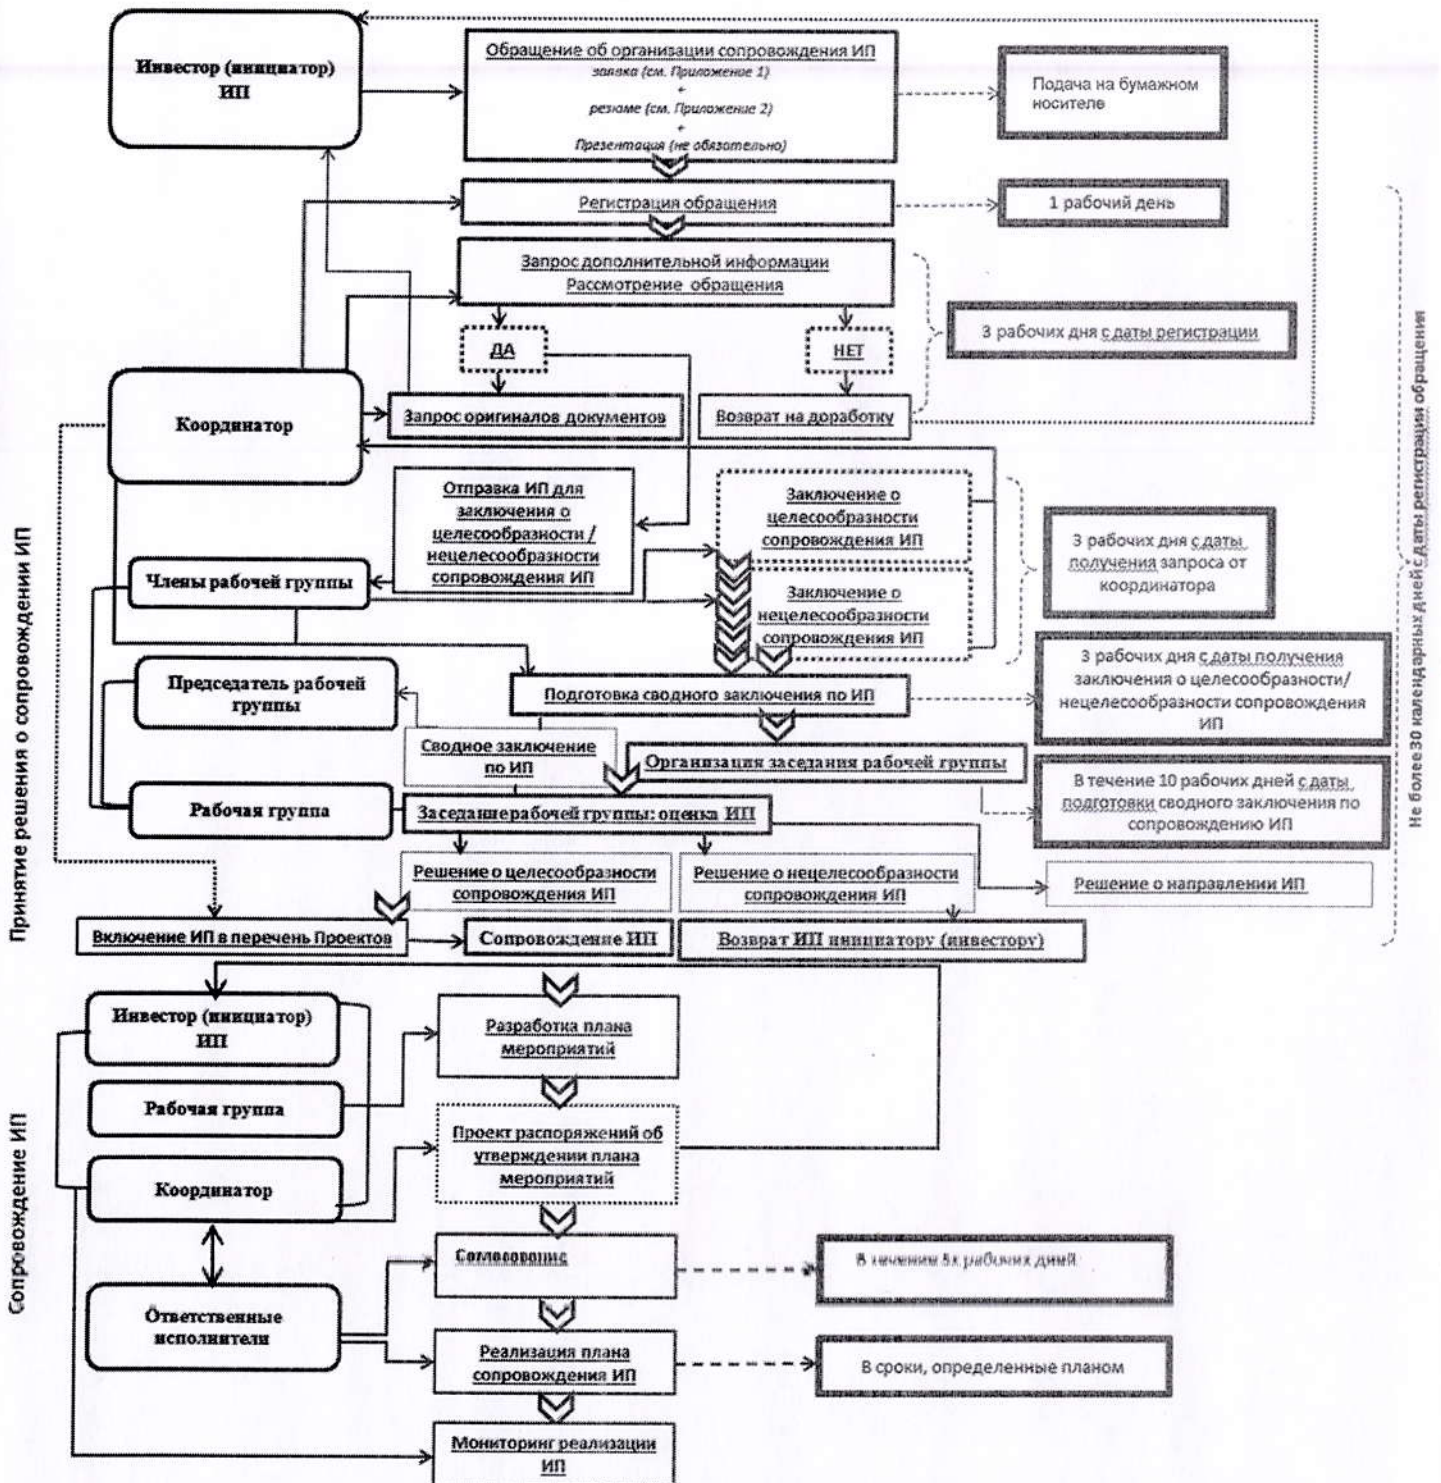 Инвестор (инициатор)
ИП
Обращение об организации сопровождения ИП
заявка (см. Приложение 1)
+
резюме (см. Приложение 2)
+
Презентация (не обязательно)
Подача на бумажном
носителе
Регистрация обращения
1 рабочий день
Запрос дополнительной информации
Рассмотрение обращения
3 рабочих дня с даты регистрации
ДА
НЕТ
Координатор
Запрос оригиналов документов
Возврат на доработку
Отправка ИП для
заключения о
целесообразности /
нецелесообразности
сопровождения ИП
Заключение о
целесообразности
сопровождения ИП
Заключение о
нецелесообразности
сопровождения ИП
3 рабочих дня с даты
получения запроса от
координатора
Члены рабочей группы
Председатель рабочей
группы
Подготовка сводного заключения по ИП
3 рабочих дня с даты получения
заключения о целесообразности/
нецелесообразности сопровождения
ИП
Сводное заключение
по ИП
Организация заседания рабочей группы
Рабочая группа
Заседание рабочей группы: оценка ИП
В течение 10 рабочих дней с даты
подготовки сводного заключения по
сопровождению ИП
Решение о целесообразности
сопровождения ИП
Решение о нецелесообразности
сопровождения ИП
Решение о направлении ИП
Включение ИП в перечень Проектов
Сопровождение ИП
Возврат ИП инициатору (инвестору)
Принятие решения о сопровождении ИП
Не более 30 календарных дней с даты регистрации обращения
Инвестор (инициатор)
ИП
Разработка плана
мероприятий
Рабочая группа
Проект распоряжений об
утверждении плана
мероприятий
Координатор
Согласование
В течении 5х рабочих дней
Ответственные
исполнители
Реализация плана
сопровождения ИП
В сроки, определенные планом
Мониторинг реализации
ИП
Сопровождение ИП